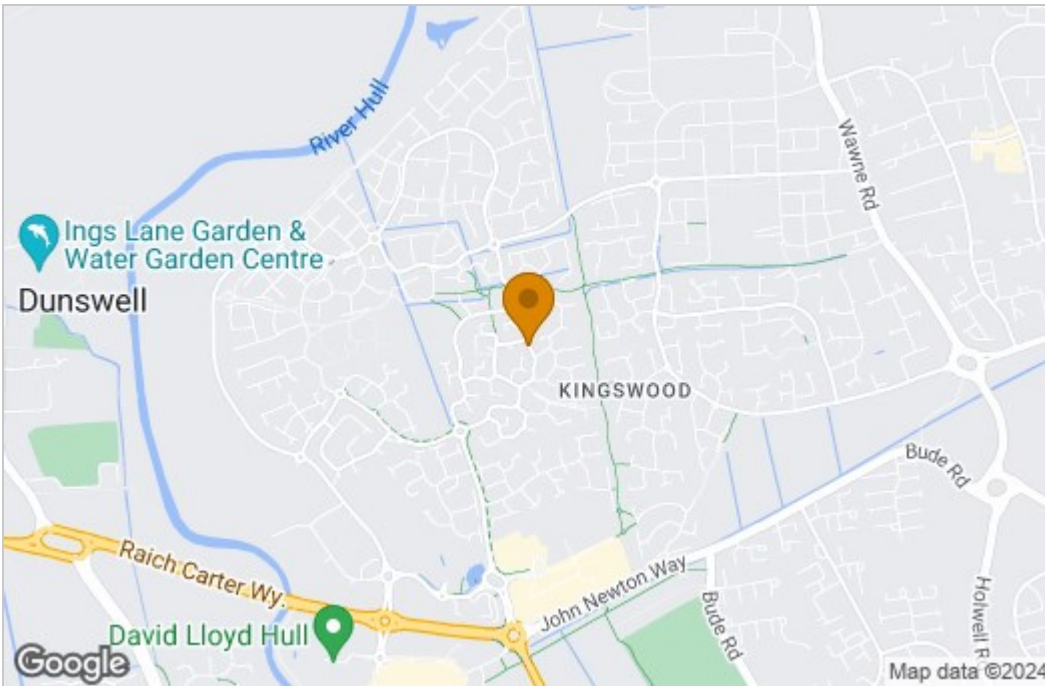 River Hull
Wawne Rd
Ings Lane Garden &
Water Garden Centre
Dunswell
KINGSWOOD
Bude Rd
Raich Carter Wy.
John Newton Way
David Lloyd Hull
Bude Rd
Holwell R
Google
Map data ©2024